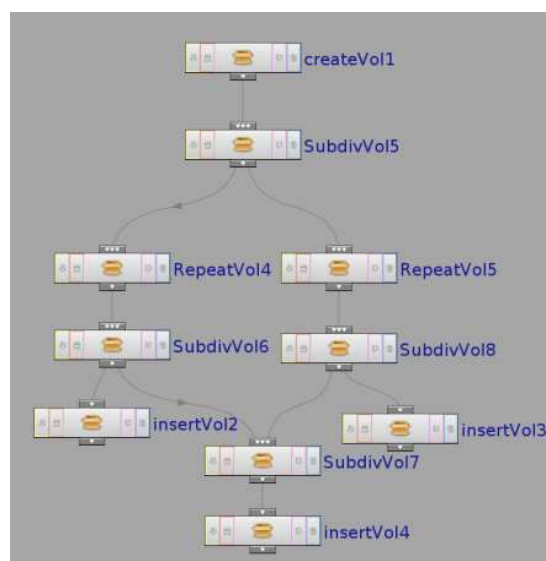 createVol1
SubdivVol5
RepeatVol4
RepeatVol5
SubdivVol6
SubdivVol8
insertVol2
insertVol3
SubdivVol7
insertVol4